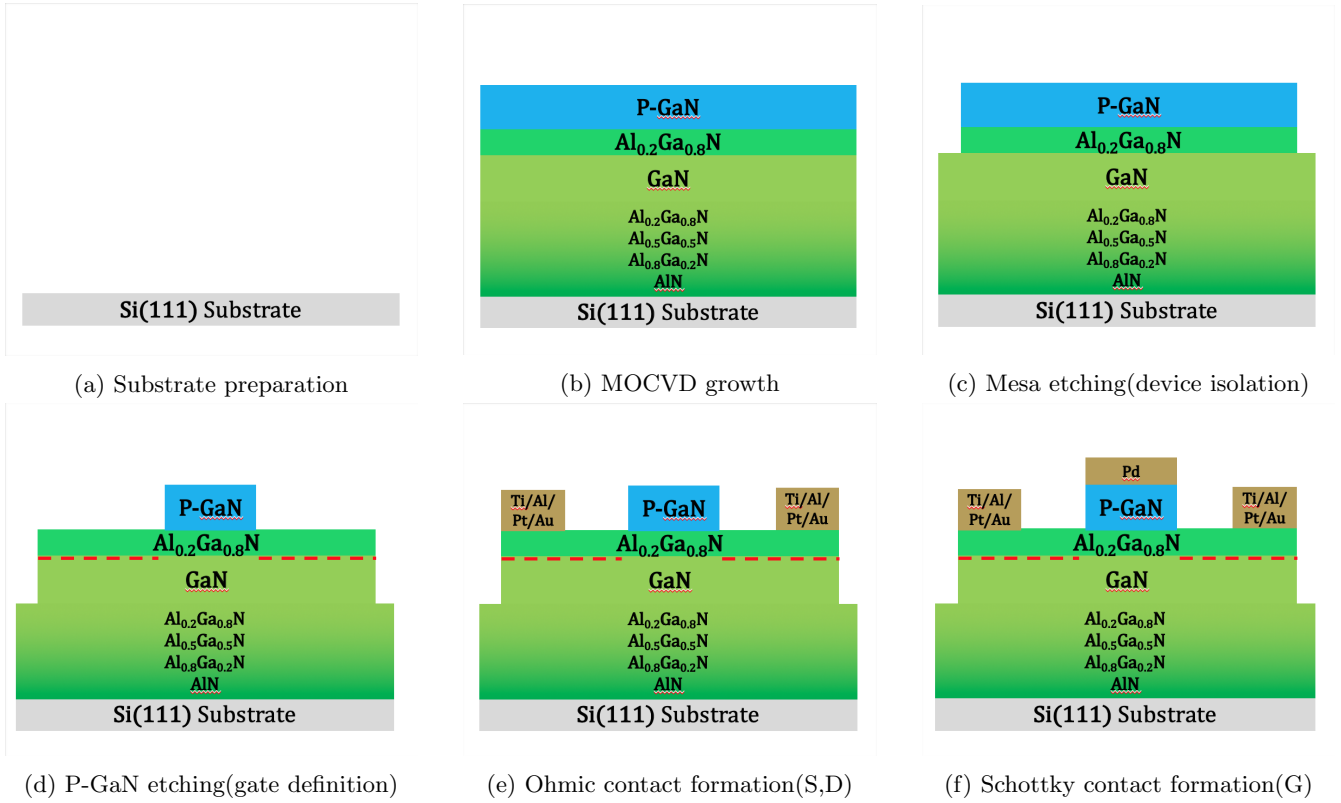 Si(111) Substrate
(a) Substrate preparation
P-GaN
Al₀.₂Ga₀.₈N
GaN
Al₀.₂Ga₀.₈N
Al₀.₅Ga₀.₅N
Al₀.₈Ga₀.₂N
AlN
Si(111) Substrate
(b) MOCVD growth
P-GaN
Al₀.₂Ga₀.₈N
GaN
Al₀.₂Ga₀.₈N
Al₀.₅Ga₀.₅N
Al₀.₈Ga₀.₂N
AlN
Si(111) Substrate
(c) Mesa etching(device isolation)
P-GaN
Al₀.₂Ga₀.₈N
GaN
Al₀.₂Ga₀.₈N
Al₀.₅Ga₀.₅N
Al₀.₈Ga₀.₂N
AlN
Si(111) Substrate
(d) P-GaN etching(gate definition)
Ti/Al/
Pt/Au
P-GaN
Ti/Al/
Pt/Au
Al₀.₂Ga₀.₈N
GaN
Al₀.₂Ga₀.₈N
Al₀.₅Ga₀.₅N
Al₀.₈Ga₀.₂N
AlN
Si(111) Substrate
(e) Ohmic contact formation(S,D)
Pd
Ti/Al/
Pt/Au
P-GaN
Ti/Al/
Pt/Au
Al₀.₂Ga₀.₈N
GaN
Al₀.₂Ga₀.₈N
Al₀.₅Ga₀.₅N
Al₀.₈Ga₀.₂N
AlN
Si(111) Substrate
(f) Schottky contact formation(G)